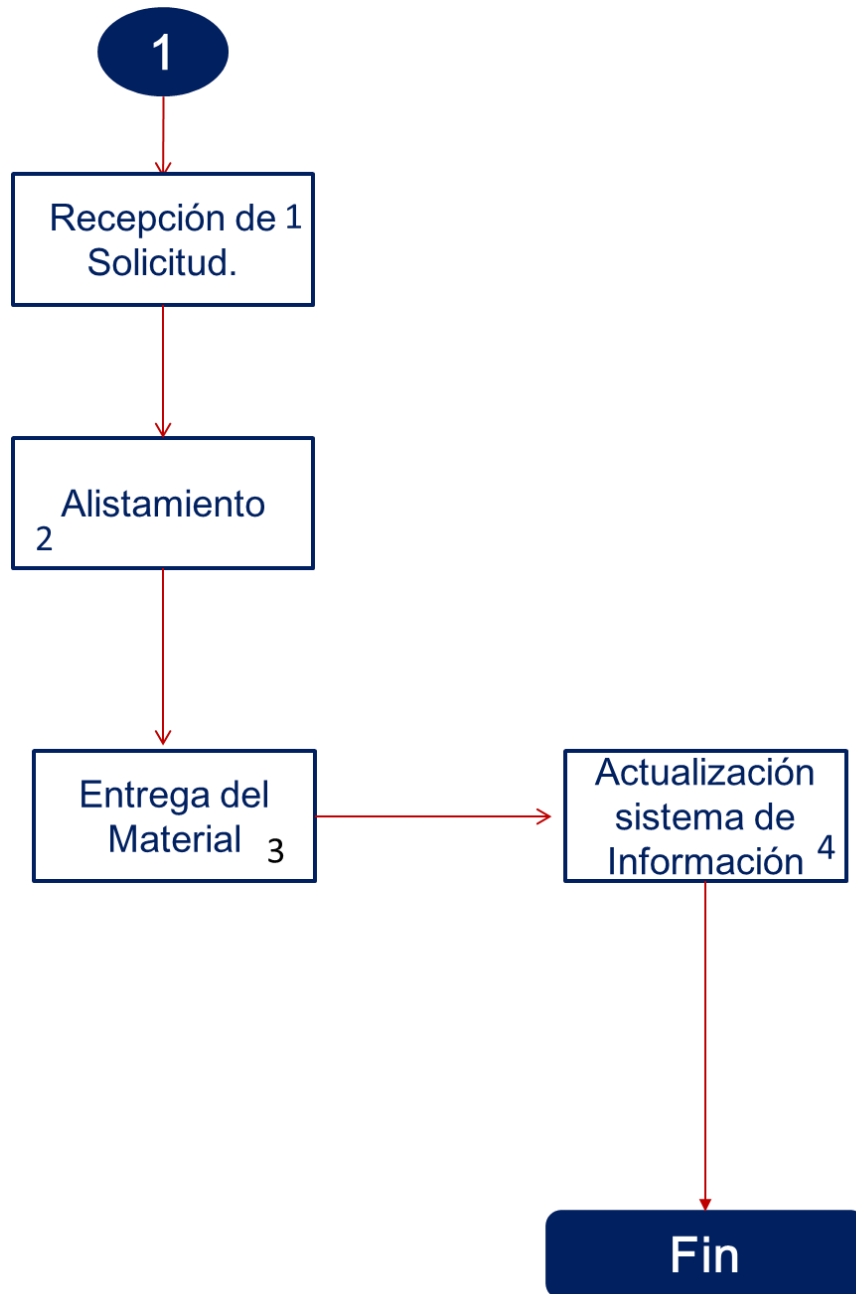 1
Recepción de 1
Solicitud.
Alistamiento
2
Entrega del
Material 3
Actualización
sistema de
Información 4
Fin